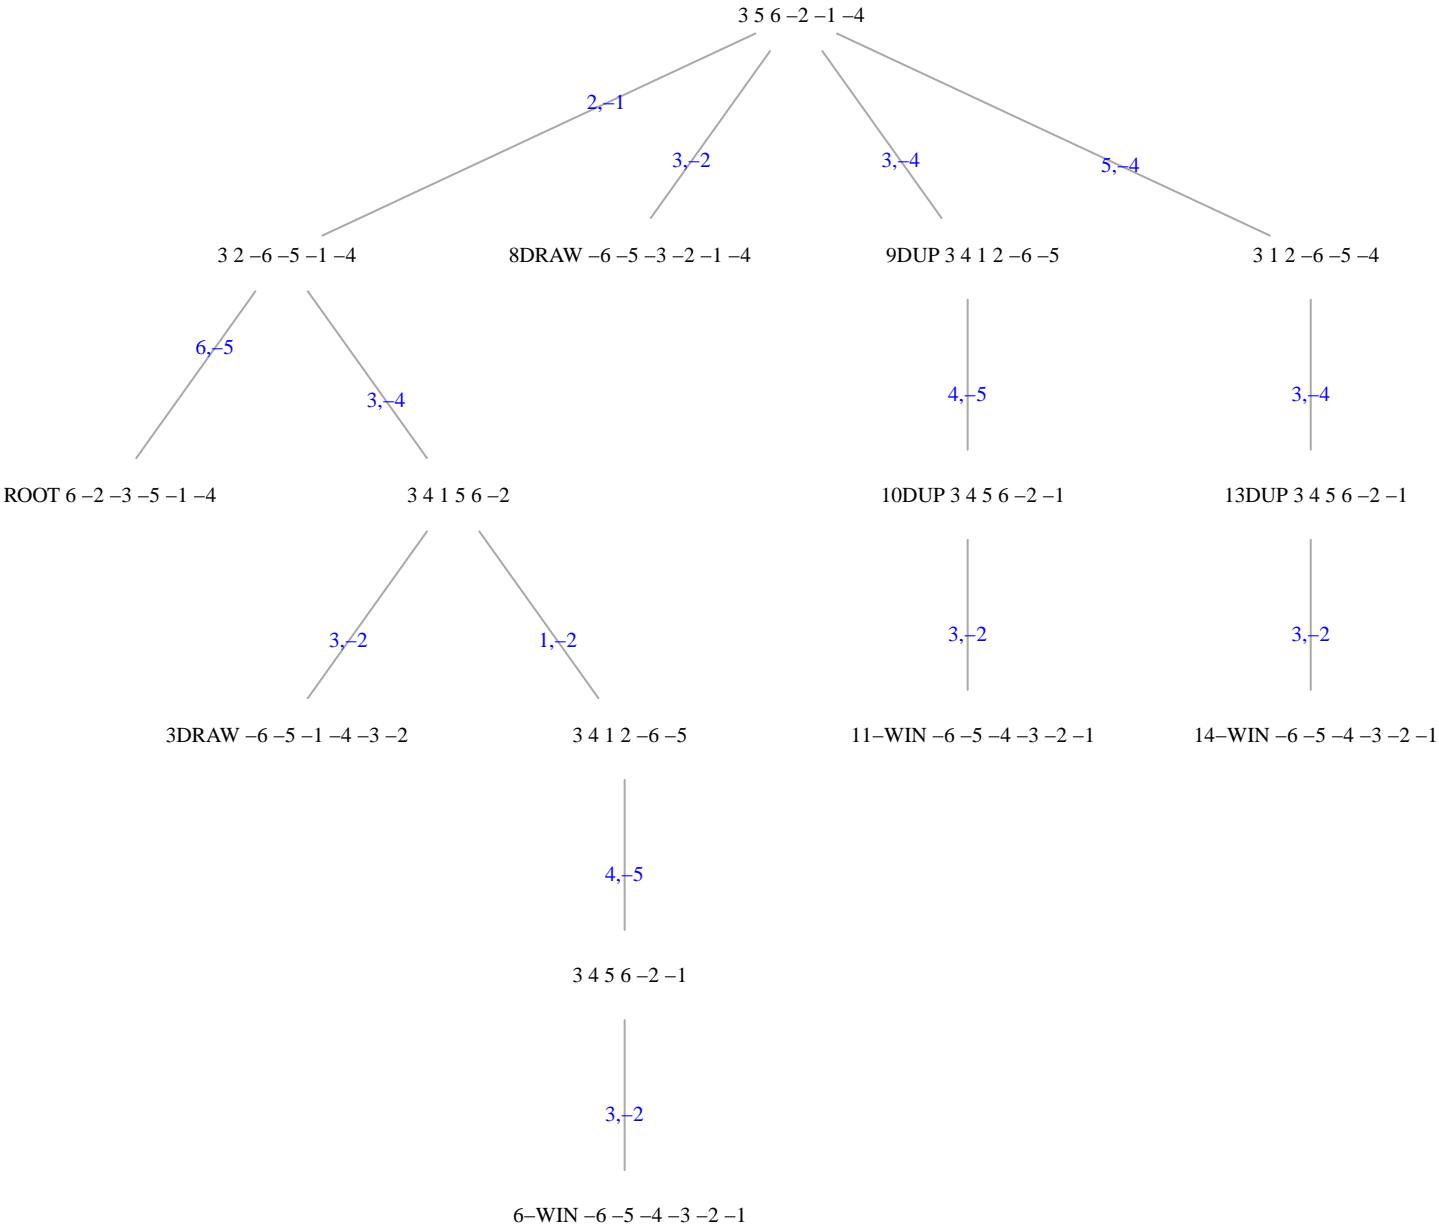 3 5 6 –2 –1 –4
2,–1
3,–2
3,–4
5,–4
3 2 –6 –5 –1 –4
8DRAW –6 –5 –3 –2 –1 –4
9DUP 3 4 1 2 –6 –5
3 1 2 –6 –5 –4
6,–5
3,–4
4,–5
3,–4
ROOT 6 –2 –3 –5 –1 –4
3 4 1 5 6 –2
10DUP 3 4 5 6 –2 –1
13DUP 3 4 5 6 –2 –1
3,–2
1,–2
3,–2
3,–2
3DRAW –6 –5 –1 –4 –3 –2
3 4 1 2 –6 –5
11–WIN –6 –5 –4 –3 –2 –1
14–WIN –6 –5 –4 –3 –2 –1
4,–5
3 4 5 6 –2 –1
3,–2
6–WIN –6 –5 –4 –3 –2 –1